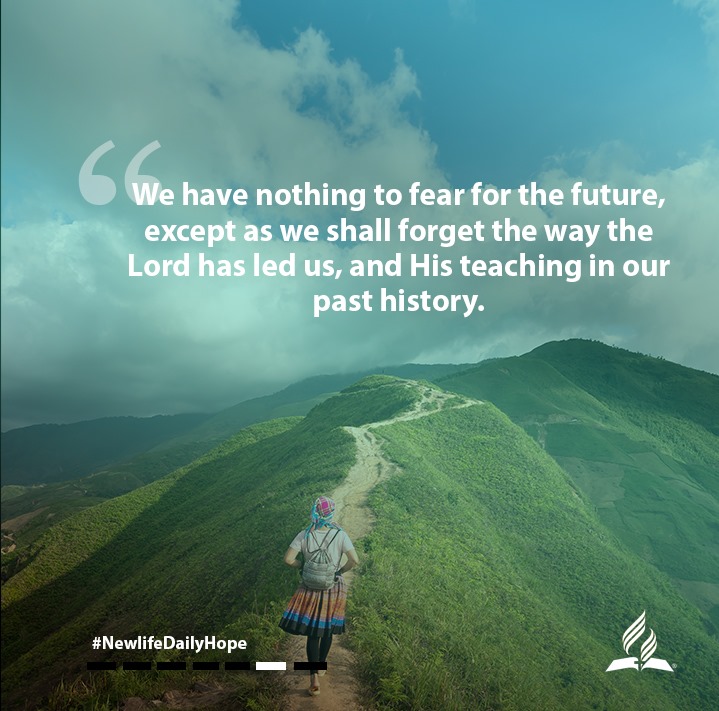 We have nothing to fear for the future,
except as we shall forget the way the
Lord has led us, and His teaching in our
past history.
#NewlifeDailyHope